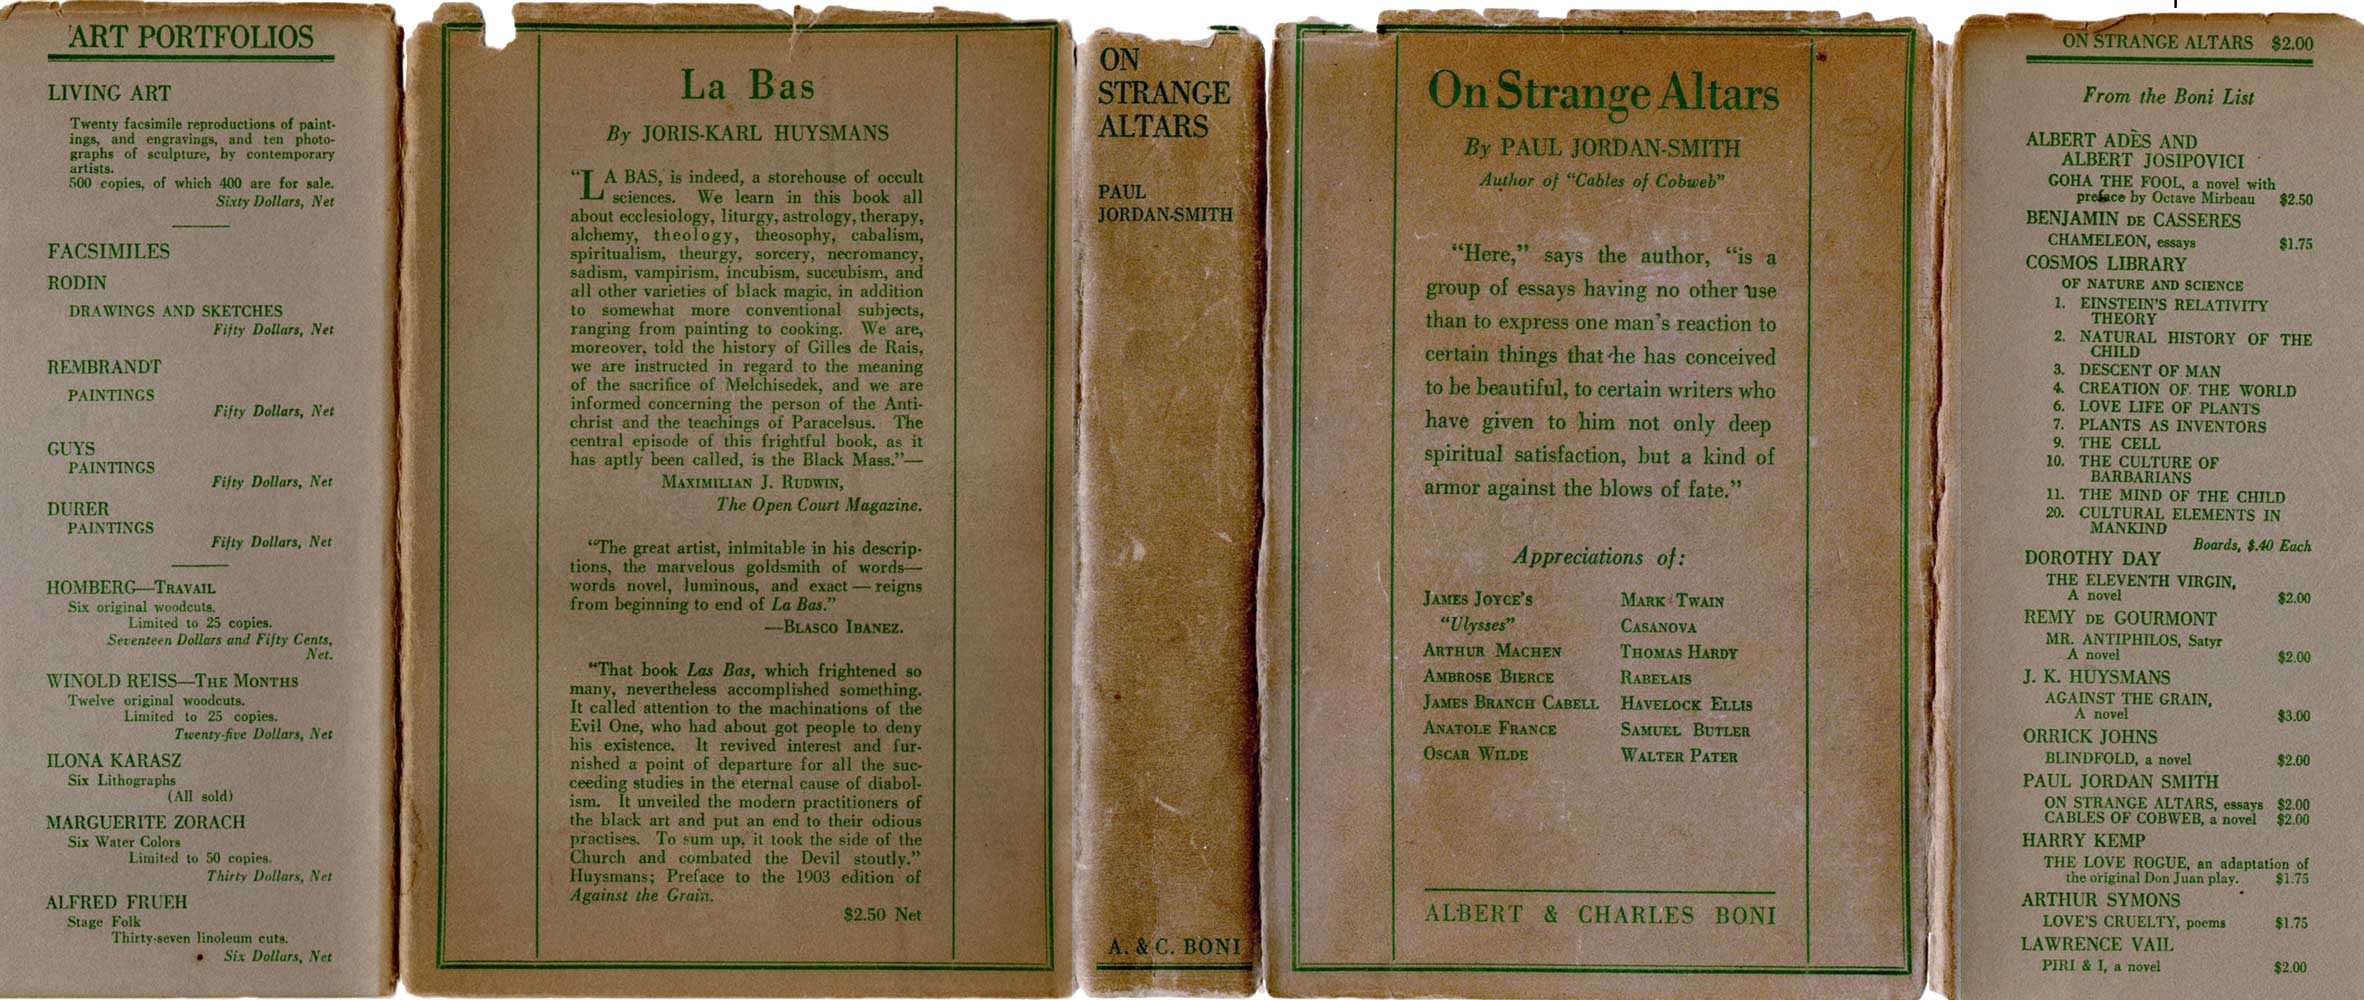 ART PORTFOLIOS
LIVING ART
Twenty facsimile reproductions of paint-
ings, and engravings, and ten photo-
graphs of sculpture, by contemporary
artists.
500 copies, of which 400 are for sale.
Sixty Dollars, Net
FACSIMILES
RODIN
DRAWINGS AND SKETCHES
Fifty Dollars, Net
REMBRANDT
PAINTINGS
Fifty Dollars, Net
GUYS
PAINTINGS
Fifty Dollars, Net
DURER
PAINTINGS
Fifty Dollars, Net
HOMBERG—TRAVAIL
Six original woodcuts.
Limited to 25 copies.
Seventeen Dollars and Fifty Cents,
Net.
WINOLD REISS—THE MONTHS
Twelve original woodcuts.
Limited to 25 copies.
Twenty-five Dollars, Net
ILONA KARASZ
Six Lithographs
(All sold)
MARGUERITE ZORACH
Six Water Colors
Limited to 50 copies.
Thirty Dollars, Net
ALFRED FRUEH
Stage Folk
Thirty-seven linoleum cuts.
Six Dollars, Net
La Bas
By JORIS-KARL HUYSMANS
“LA BAS, is indeed, a storehouse of occult
sciences. We learn in this book all
about ecclesiology, liturgy, astrology, therapy,
alchemy, theology, theosophy, cabalism,
spiritualism, theurgy, sorcery, necromancy,
sadism, vampirism, incubism, succubism, and
all other varieties of black magic, in addition
to somewhat more conventional subjects,
ranging from painting to cooking. We are,
moreover, told the history of Gilles de Rais,
we are instructed in regard to the meaning
of the sacrifice of Melchisedek, and we are
informed concerning the person of the Anti-
christ and the teachings of Paracelsus. The
central episode of this frightful book, as it
has aptly been called, is the Black Mass.”—
MAXIMILIAN J. RUDWIN,
The Open Court Magazine.
“The great artist, inimitable in his descrip-
tions, the marvelous goldsmith of words—
words novel, luminous, and exact — reigns
from beginning to end of La Bas.”
—BLASCO IBANEZ.
“That book Las Bas, which frightened so
many, nevertheless accomplished something.
It called attention to the machinations of the
Evil One, who had about got people to deny
his existence. It revived interest and fur-
nished a point of departure for all the suc-
ceeding studies in the eternal cause of diabol-
ism. It unveiled the modern practitioners of
the black art and put an end to their odious
practises. To sum up, it took the side of the
Church and combated the Devil stoutly.”
Huysmans; Preface to the 1903 edition of
Against the Grain.
$2.50 Net
ON
STRANGE
ALTARS
PAUL
JORDAN-SMITH
A. & C. BONI
On Strange Altars
By PAUL JORDAN-SMITH
Author of “Cables of Cobweb”
“Here,” says the author, “is a
group of essays having no other use
than to express one man’s reaction to
certain things that he has conceived
to be beautiful, to certain writers who
have given to him not only deep
spiritual satisfaction, but a kind of
armor against the blows of fate.”
Appreciations of:
JAMES JOYCE’S
“Ulysses”
ARTHUR MACHEN
AMBROSE BIERCE
JAMES BRANCH CABELL
ANATOLE FRANCE
OSCAR WILDE
MARK TWAIN
CASANOVA
THOMAS HARDY
RABELAIS
HAVELOCK ELLIS
SAMUEL BUTLER
WALTER PATER
ALBERT & CHARLES BONI
ON STRANGE ALTARS $2.00
From the Boni List
ALBERT ADÈS AND
ALBERT JOSIPOVICI
GOHA THE FOOL, a novel with
preface by Octave Mirbeau $2.50
BENJAMIN DE CASSERES
CHAMELEON, essays $1.75
COSMOS LIBRARY
OF NATURE AND SCIENCE
1. EINSTEIN’S RELATIVITY
THEORY
2. NATURAL HISTORY OF THE
CHILD
3. DESCENT OF MAN
4. CREATION OF THE WORLD
6. LOVE LIFE OF PLANTS
7. PLANTS AS INVENTORS
9. THE CELL
10. THE CULTURE OF
BARBARIANS
11. THE MIND OF THE CHILD
20. CULTURAL ELEMENTS IN
MANKIND
Boards, $.40 Each
DOROTHY DAY
THE ELEVENTH VIRGIN,
A novel $2.00
REMY DE GOURMONT
MR. ANTIPHILOS, Satyr
A novel $2.00
J. K. HUYSMANS
AGAINST THE GRAIN,
A novel $3.00
ORRICK JOHNS
BLINDFOLD, a novel $2.00
PAUL JORDAN SMITH
ON STRANGE ALTARS, essays $2.00
CABLES OF COBWEB, a novel $2.00
HARRY KEMP
THE LOVE ROGUE, an adaptation of
the original Don Juan play. $1.75
ARTHUR SYMONS
LOVE’S CRUELTY, poems $1.75
LAWRENCE VAIL
PIRI & I, a novel $2.00